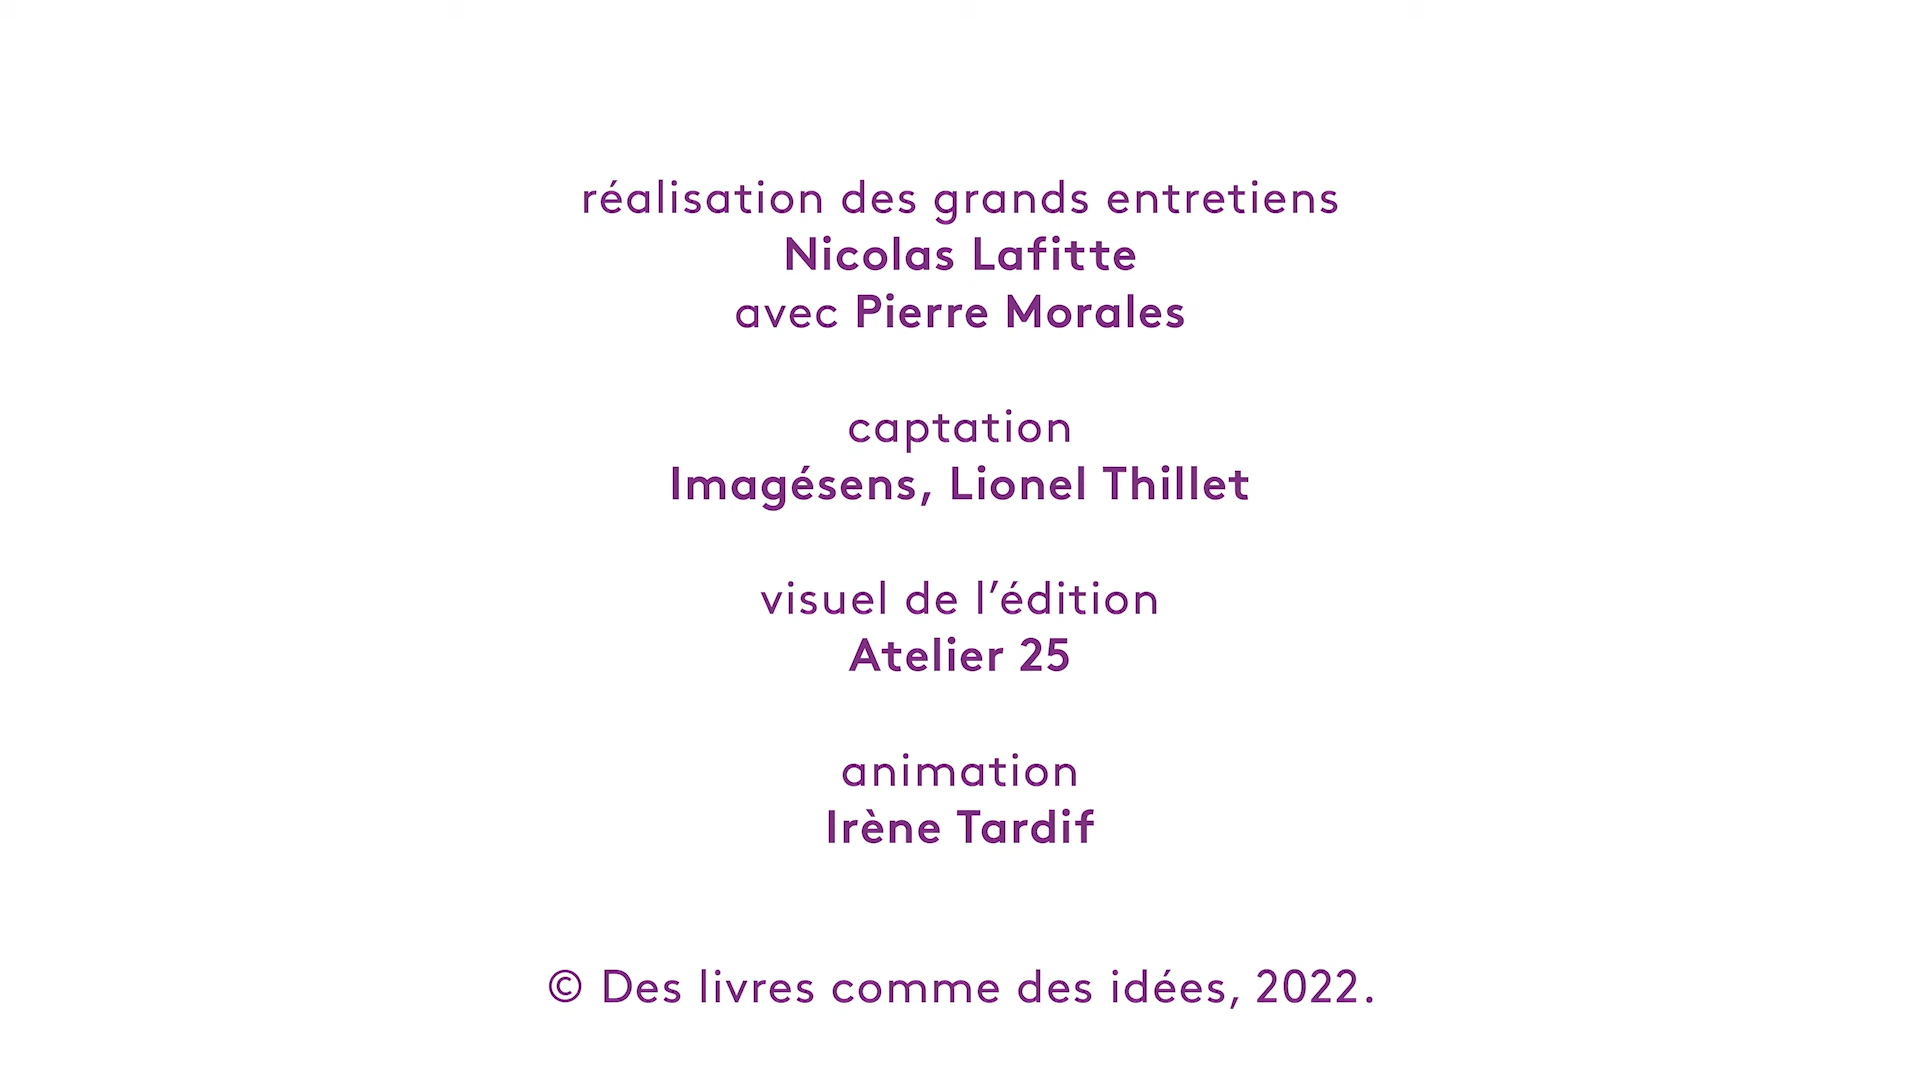 réalisation des grands entretiens
Nicolas Lafitte
avec Pierre Morales
captation
Imagésens, Lionel Thillet
visuel de l’édition
Atelier 25
animation
Irène Tardif
© Des livres comme des idées, 2022.